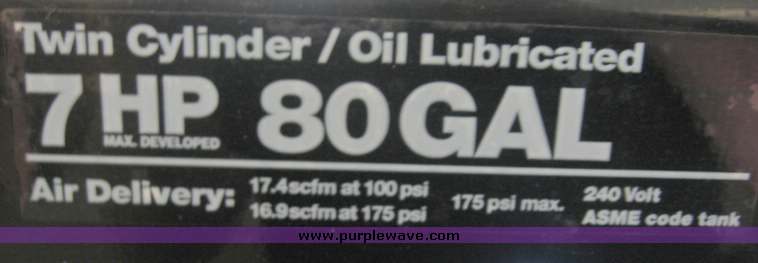 Twin Cylinder / Oil Lubricated
7 HP 80 GAL
MAX. DEVELOPED
Air Delivery: 17.4scfm at 100 psi 175 psi max. 240 Volt
16.9scfm at 175 psi ASME code tank
www.purplewave.com